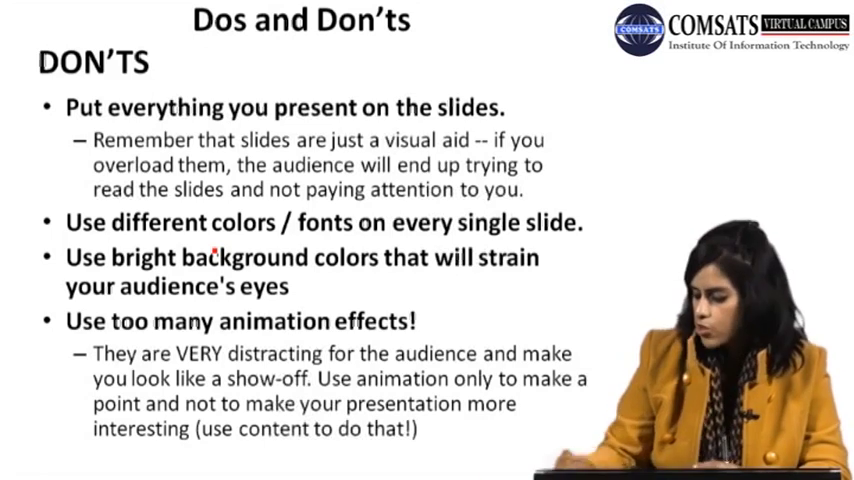 Dos and Don'ts
COMSATS VIRTUAL CAMPUS
COMSATS
Institute Of Information Technology
DON'TS
• Put everything you present on the slides.
– Remember that slides are just a visual aid -- if you
overload them, the audience will end up trying to
read the slides and not paying attention to you.
• Use different colors / fonts on every single slide.
• Use bright background colors that will strain
your audience's eyes
• Use too many animation effects!
– They are VERY distracting for the audience and make
you look like a show-off. Use animation only to make a
point and not to make your presentation more
interesting (use content to do that!)